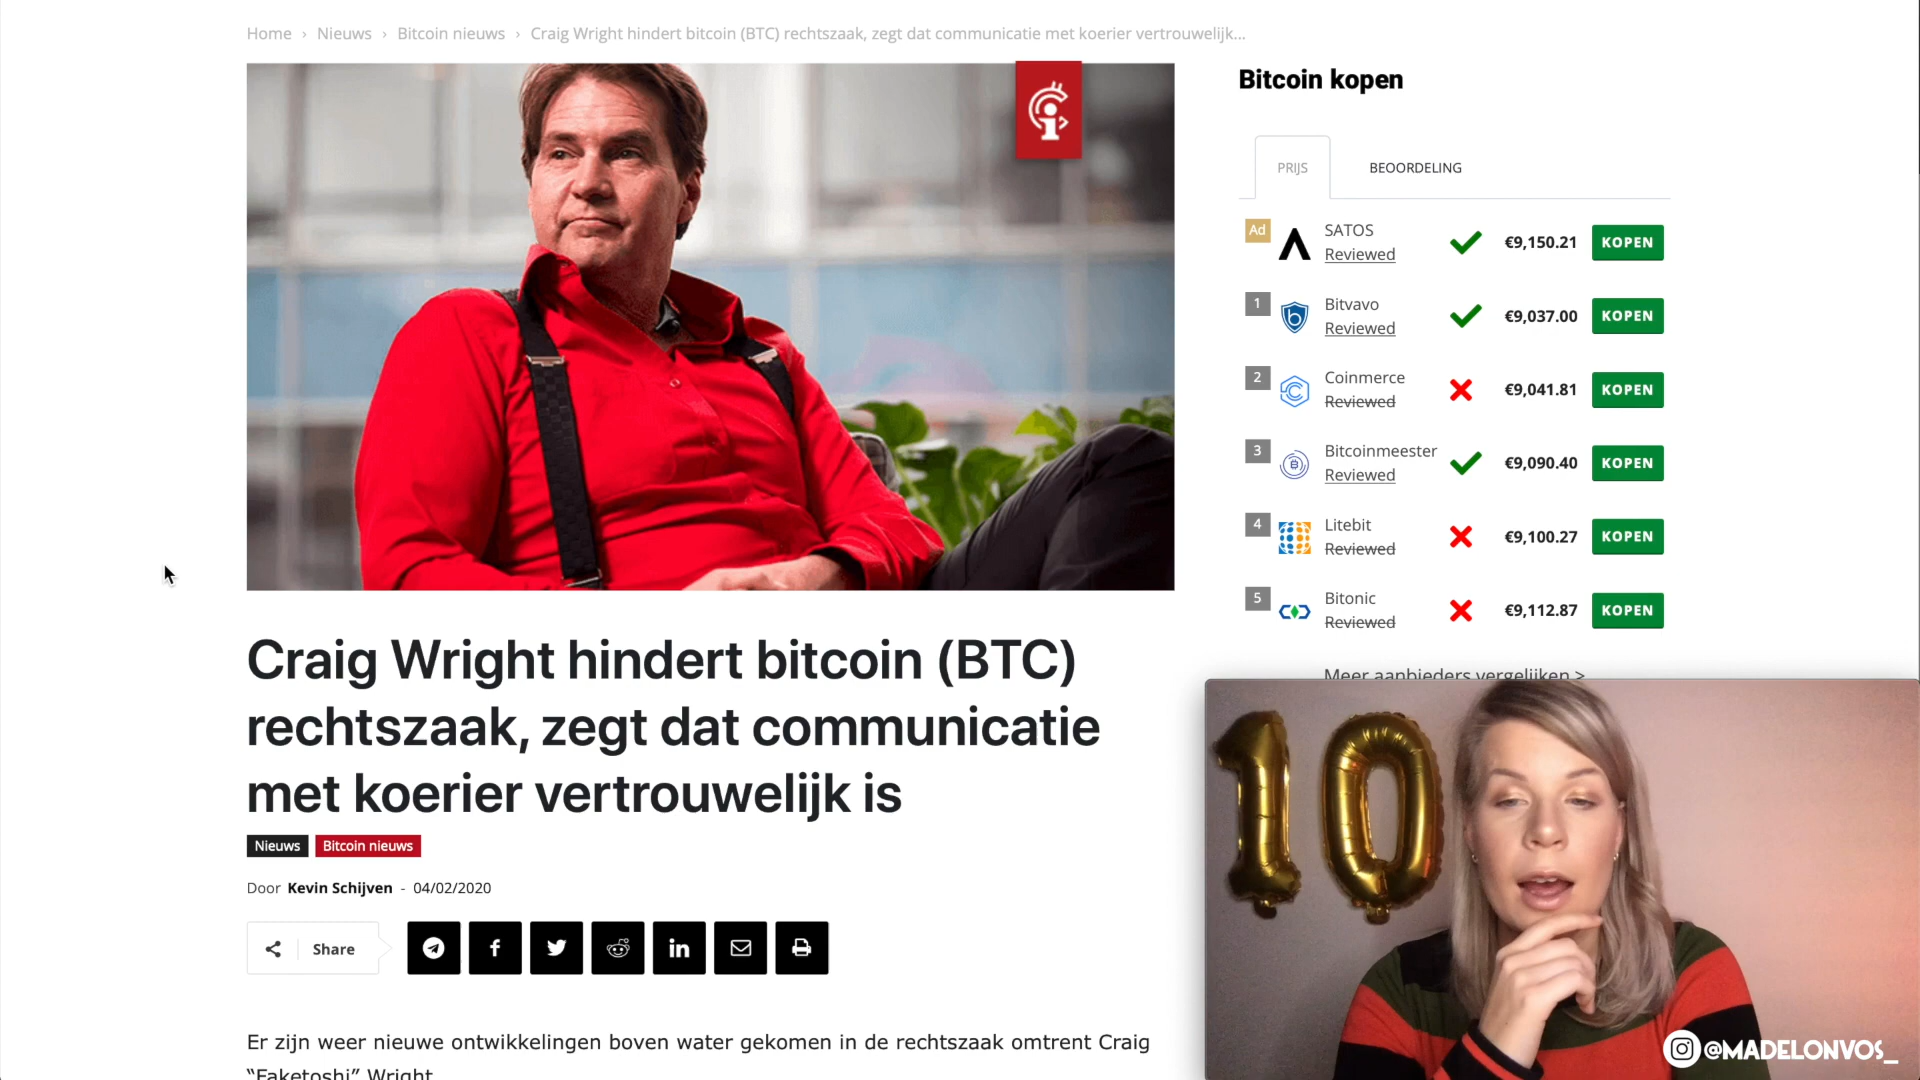 Home › Nieuws › Bitcoin nieuws › Craig Wright hindert bitcoin (BTC) rechtszaak, zegt dat communicatie met koerier vertrouwelijk...
Bitcoin kopen
PRIJS BEOORDELING
Ad SATOS Reviewed €9,150.21 KOPEN
1 Bitvavo Reviewed €9,037.00 KOPEN
2 Coinmerce Reviewed €9,041.81 KOPEN
3 Bitcoinmeester Reviewed €9,090.40 KOPEN
4 Litebit Reviewed €9,100.27 KOPEN
5 Bitonic Reviewed €9,112.87 KOPEN
Meer aanbieders vergelijken >
Craig Wright hindert bitcoin (BTC)
rechtszaak, zegt dat communicatie
met koerier vertrouwelijk is
Nieuws Bitcoin nieuws
Door Kevin Schijven - 04/02/2020
Share
Er zijn weer nieuwe ontwikkelingen boven water gekomen in de rechtszaak omtrent Craig
“Faketoshi” Wright
10
@MADELONVOS_